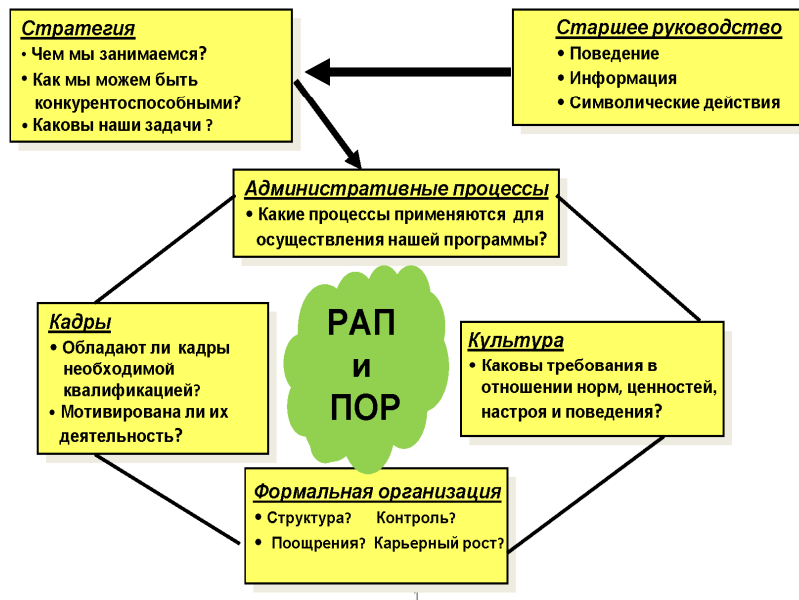 Стратегия
• Чем мы занимаемся?
• Как мы можем быть
конкурентоспособными?
• Каковы наши задачи ?
Старшее руководство
• Поведение
• Информация
• Символические действия
Административные процессы
• Какие процессы применяются для
осуществления нашей программы?
Кадры
• Обладают ли кадры
необходимой
квалификацией?
• Мотивирована ли их
деятельность?
РАП
и
ПОР
Культура
• Каковы требования в
отношении норм, ценностей,
настроя и поведения?
Формальная организация
• Структура? Контроль?
• Поощрения? Карьерный рост?